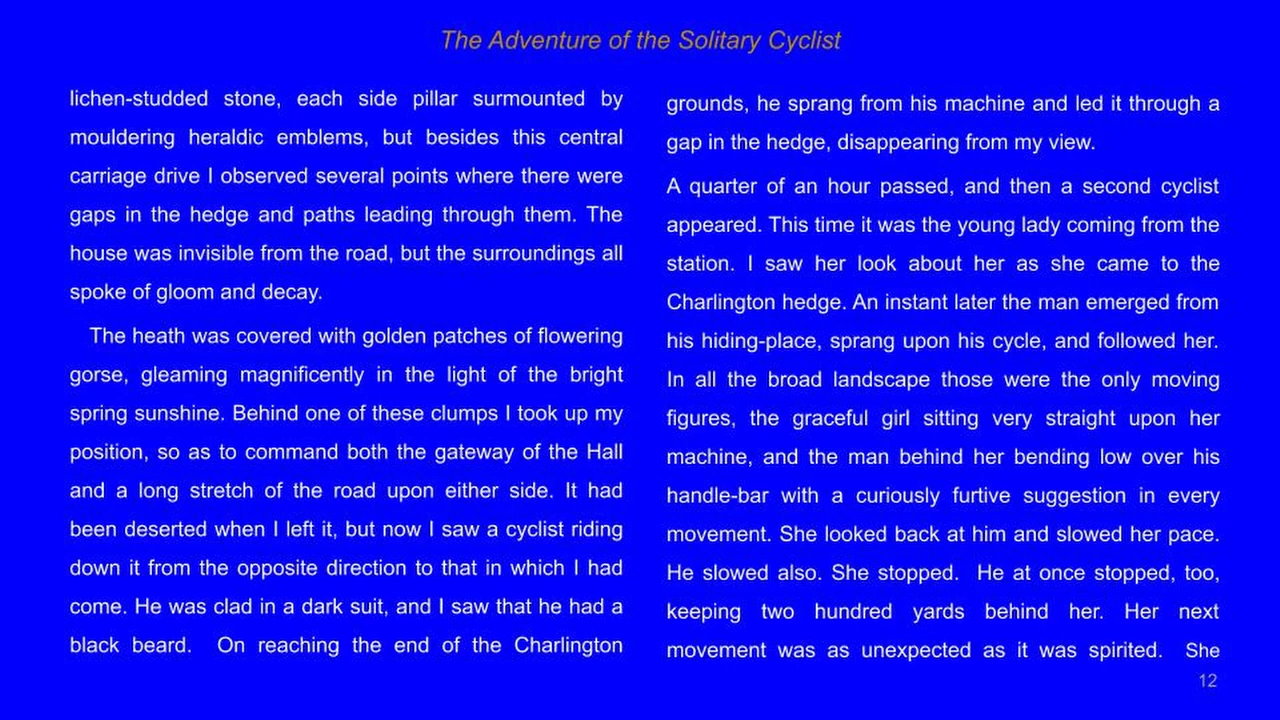 The Adventure of the Solitary Cyclist
lichen-studded stone, each side pillar surmounted by
mouldering heraldic emblems, but besides this central
carriage drive I observed several points where there were
gaps in the hedge and paths leading through them. The
house was invisible from the road, but the surroundings all
spoke of gloom and decay.
The heath was covered with golden patches of flowering
gorse, gleaming magnificently in the light of the bright
spring sunshine. Behind one of these clumps I took up my
position, so as to command both the gateway of the Hall
and a long stretch of the road upon either side. It had
been deserted when I left it, but now I saw a cyclist riding
down it from the opposite direction to that in which I had
come. He was clad in a dark suit, and I saw that he had a
black beard.  On reaching the end of the Charlington
grounds, he sprang from his machine and led it through a
gap in the hedge, disappearing from my view.
A quarter of an hour passed, and then a second cyclist
appeared. This time it was the young lady coming from the
station. I saw her look about her as she came to the
Charlington hedge. An instant later the man emerged from
his hiding-place, sprang upon his cycle, and followed her.
In all the broad landscape those were the only moving
figures, the graceful girl sitting very straight upon her
machine, and the man behind her bending low over his
handle-bar with a curiously furtive suggestion in every
movement. She looked back at him and slowed her pace.
He slowed also. She stopped.  He at once stopped, too,
keeping two hundred yards behind her. Her next
movement was as unexpected as it was spirited.  She
12